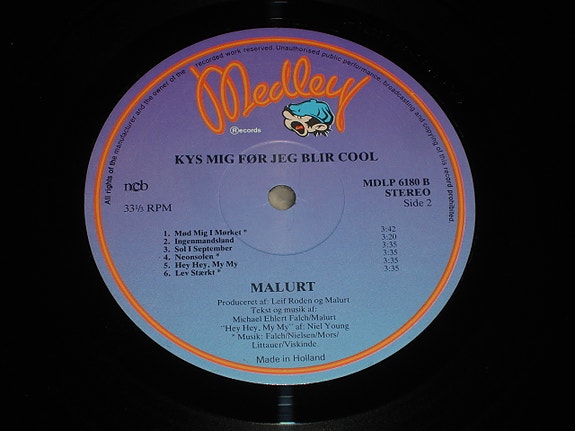 All rights of the manufacturer and the owner of the recorded work reserved. Unauthorised public performance, broadcasting and copying of this record prohibited.
Medley
Records
KYS MIG FØR JEG BLIR COOL
ncb
33⅓ RPM
MDLP 6180 B
STEREO
Side 2
1. Mød Mig I Mørket * 3:42
2. Ingenmandsland 3:20
3. Sol I September 3:35
4. Neonsolen * 3:35
5. Hey Hey, My My 3:35
6. Lev Stærkt * 3:35
MALURT
Produceret af: Leif Roden og Malurt
Tekst og musik af:
Michael Ehlert Falch/Malurt
"Hey Hey, My My" af: Niel Young
* Musik: Falch/Nielsen/Mors/
Littauer/Viskinde.
Made in Holland